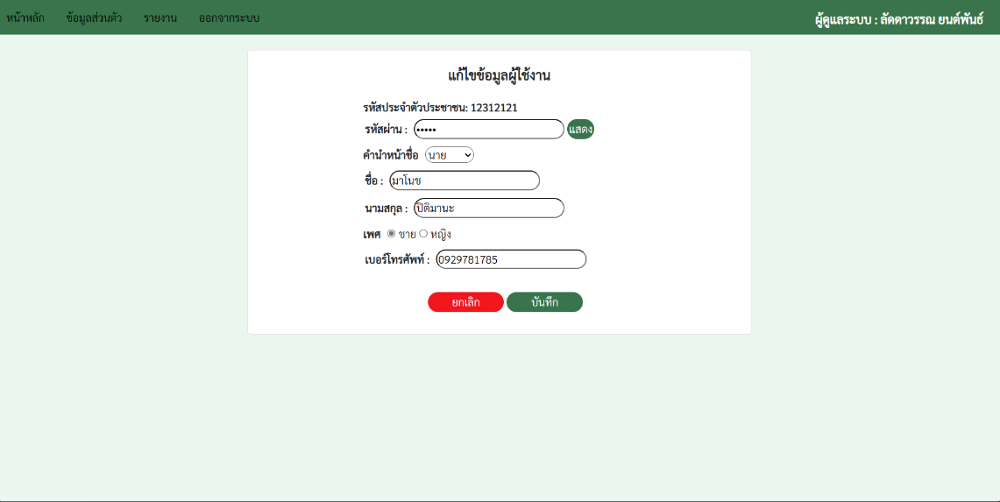 หน้าหลัก ข้อมูลส่วนตัว รายงาน ออกจากระบบ ผู้ดูแลระบบ : ลัดดาวรรณ ยนต์พันธ์
แก้ไขข้อมูลผู้ใช้งาน
รหัสประจำตัวประชาชน: 12312121
รหัสผ่าน : ••••• แสดง
คำนำหน้าชื่อ นาย
ชื่อ : มาโนช
นามสกุล : ปิติมานะ
เพศ ชาย หญิง
เบอร์โทรศัพท์ : 0929781785
ยกเลิก บันทึก